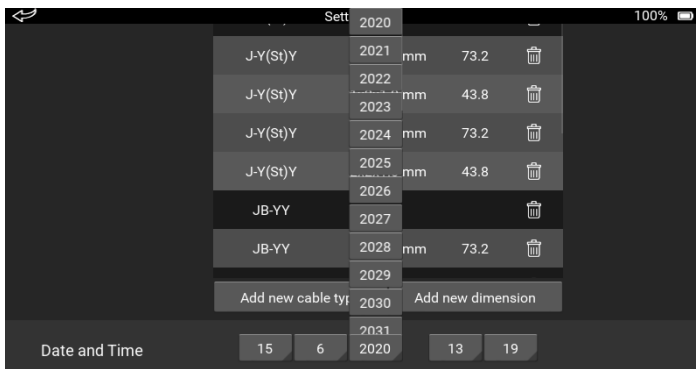 Sett 2020 100%
J-Y(St)Y 2021 mm 73.2
2022
J-Y(St)Y mm 43.8
2023
J-Y(St)Y 2024 mm 73.2
2025
J-Y(St)Y mm 43.8
2026
JB-YY
2027
JB-YY 2028 mm 73.2
2029
Add new cable typ 2030 Add new dimension
2031
Date and Time 15 6 2020 13 19